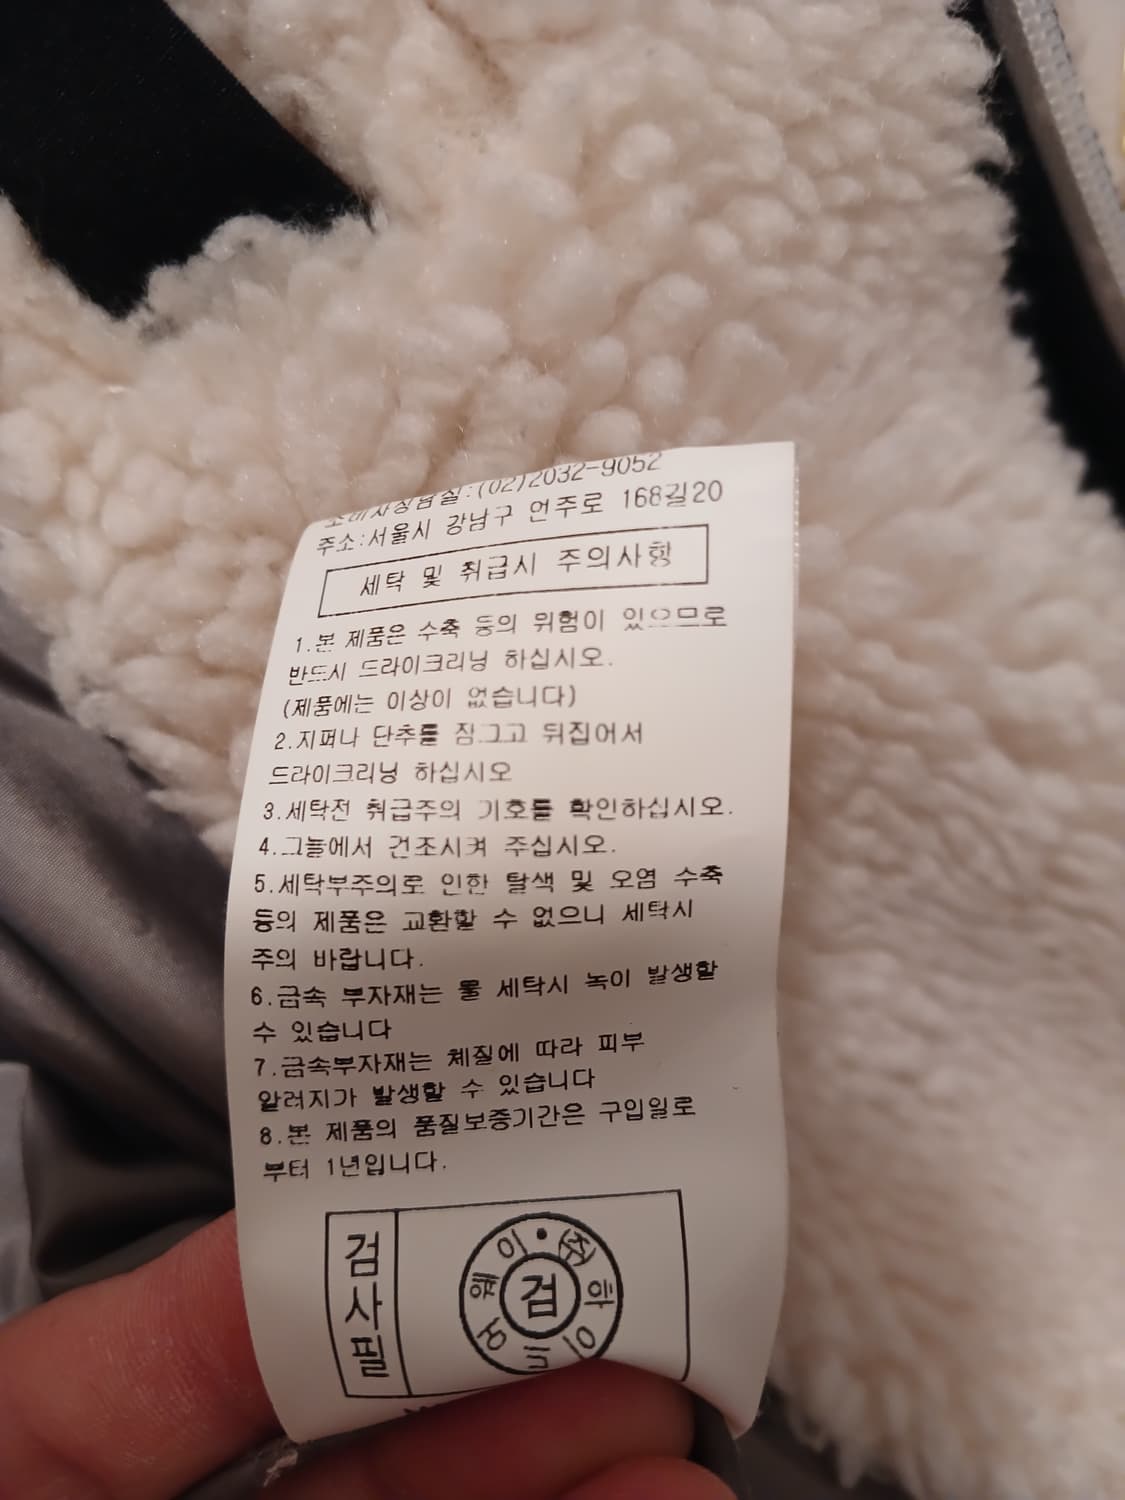 소비자상담실:(02)2032-9052
주소:서울시 강남구 언주로 168길20
세탁 및 취급시 주의사항
1.본 제품은 수축 등의 위험이 있으므로
반드시 드라이크리닝 하십시오.
(제품에는 이상이 없습니다)
2.지퍼나 단추를 잠그고 뒤집어서
드라이크리닝 하십시오
3.세탁전 취급주의 기호를 확인하십시오.
4.그늘에서 건조시켜 주십시오.
5.세탁부주의로 인한 탈색 및 오염 수축
등의 제품은 교환할 수 없으니 세탁시
주의 바랍니다.
6.금속 부자재는 물 세탁시 녹이 발생할
수 있습니다
7.금속부자재는 체질에 따라 피부
알러지가 발생할 수 있습니다
8.본 제품의 품질보증기간은 구입일로
부터 1년입니다.
검사필
검